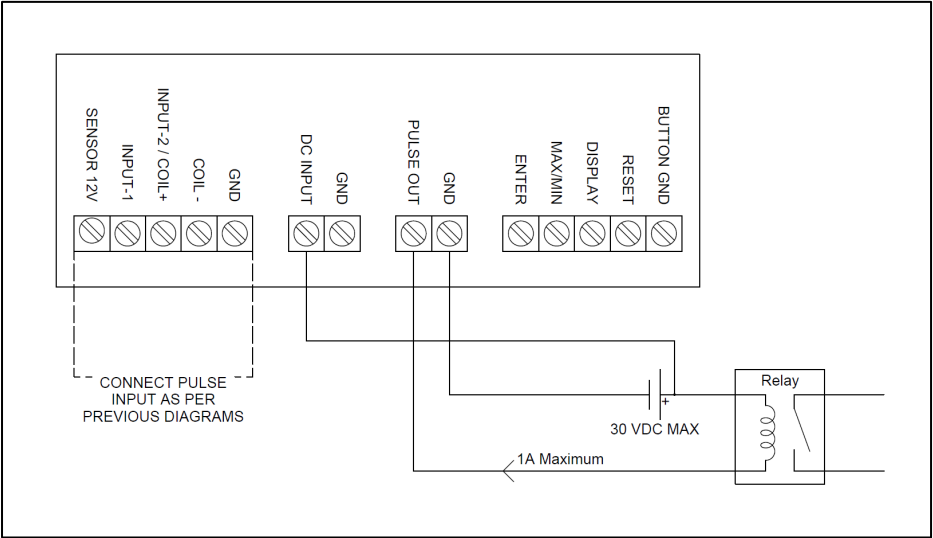 SENSOR 12V
INPUT-1
INPUT-2 / COIL+
COIL -
GND
DC INPUT
GND
PULSE OUT
GND
ENTER
MAX/MIN
DISPLAY
RESET
BUTTON GND
CONNECT PULSE
INPUT AS PER
PREVIOUS DIAGRAMS
+
30 VDC MAX
Relay
1A Maximum